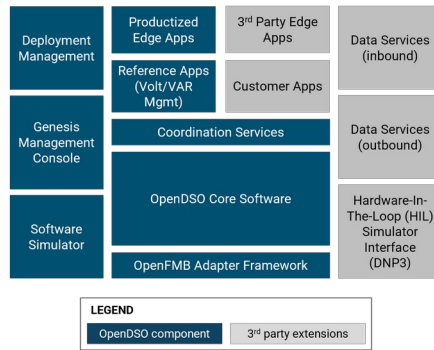 Deployment
Management
Productized
Edge Apps
3rd Party Edge
Apps
Data Services
(inbound)
Reference Apps
(Volt/VAR
Mgmt)
Customer Apps
Genesis
Management
Console
Coordination Services
Data Services
(outbound)
OpenDSO Core Software
Software
Simulator
Hardware-In-
The-Loop (HIL)
Simulator
Interface
(DNP3)
OpenFMB Adapter Framework
LEGEND
OpenDSO component
3rd party extensions